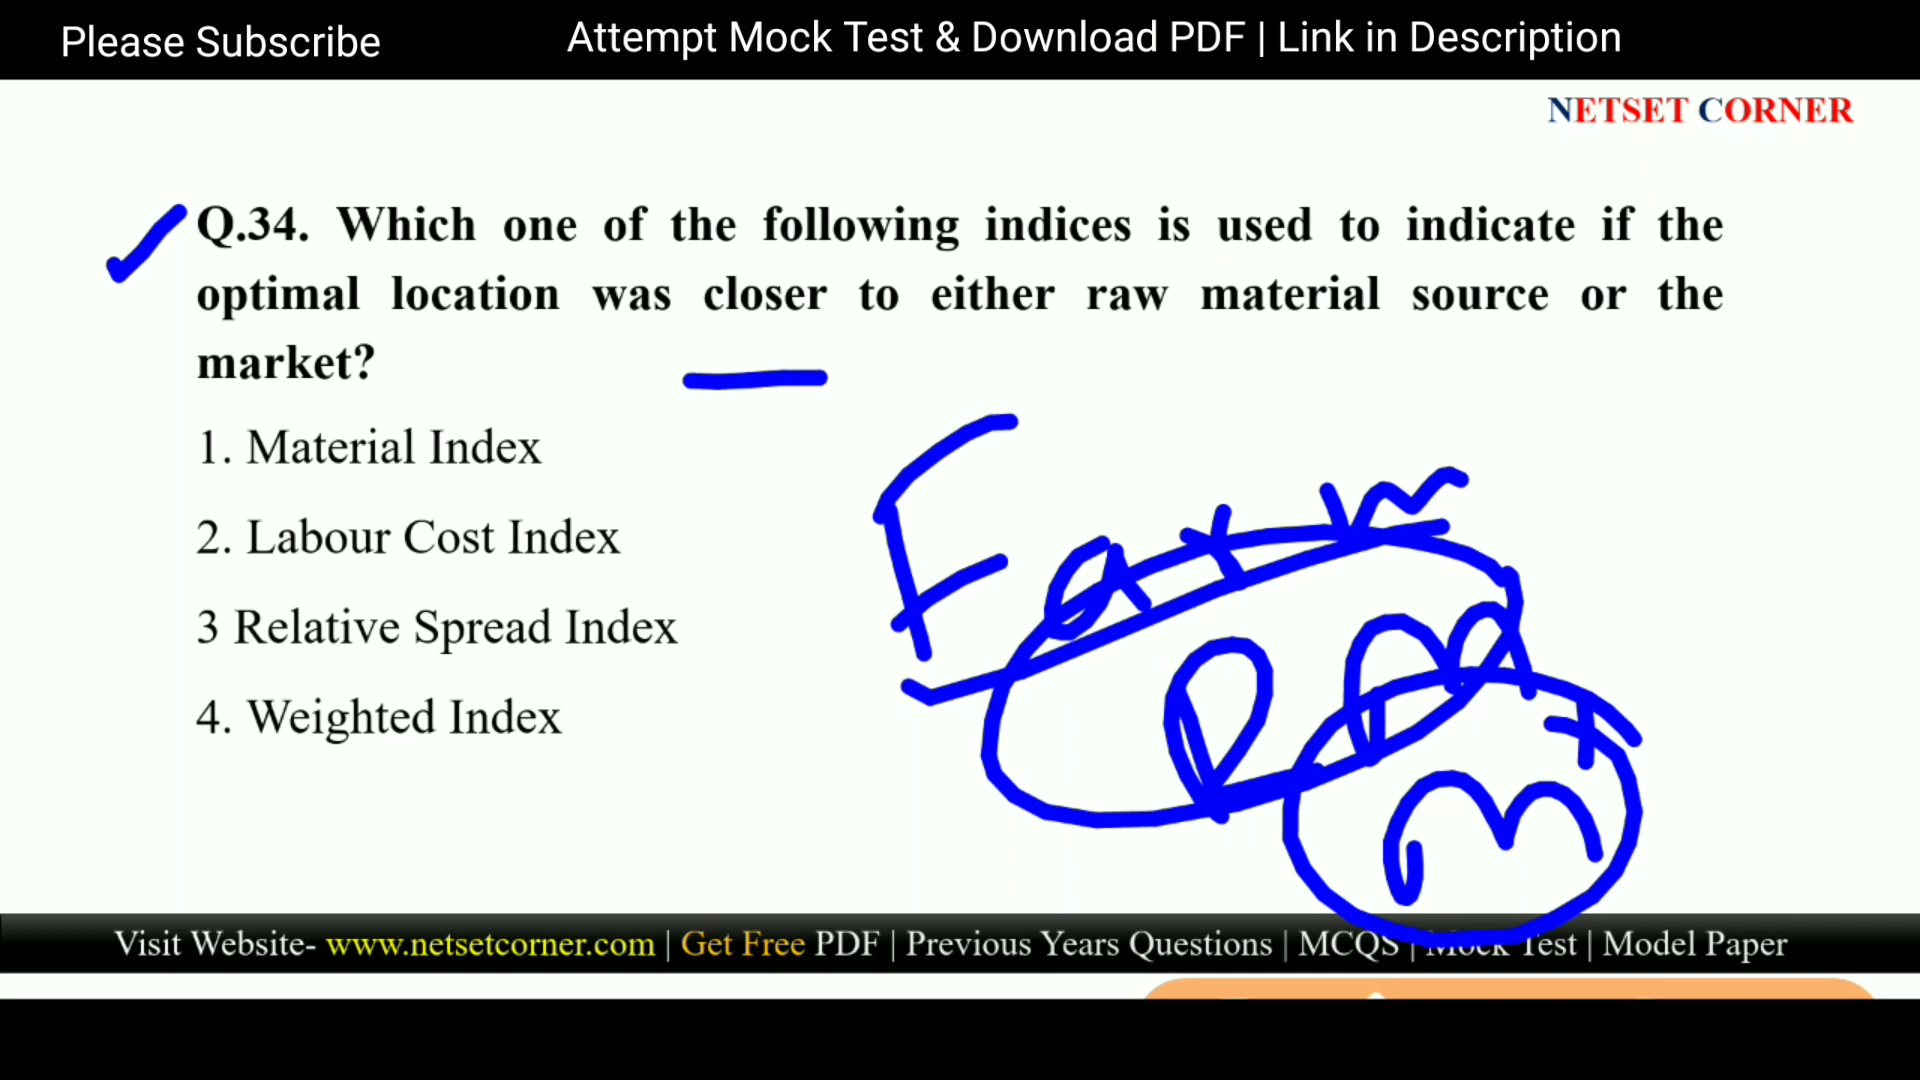 Please Subscribe
Attempt Mock Test & Download PDF | Link in Description
NETSET CORNER
Q.34. Which one of the following indices is used to indicate if the
optimal location was closer to either raw material source or the
market?
1. Material Index
2. Labour Cost Index
3 Relative Spread Index
4. Weighted Index
Visit Website- www.netsetcorner.com | Get Free PDF | Previous Years Questions | MCQS | Mock Test | Model Paper